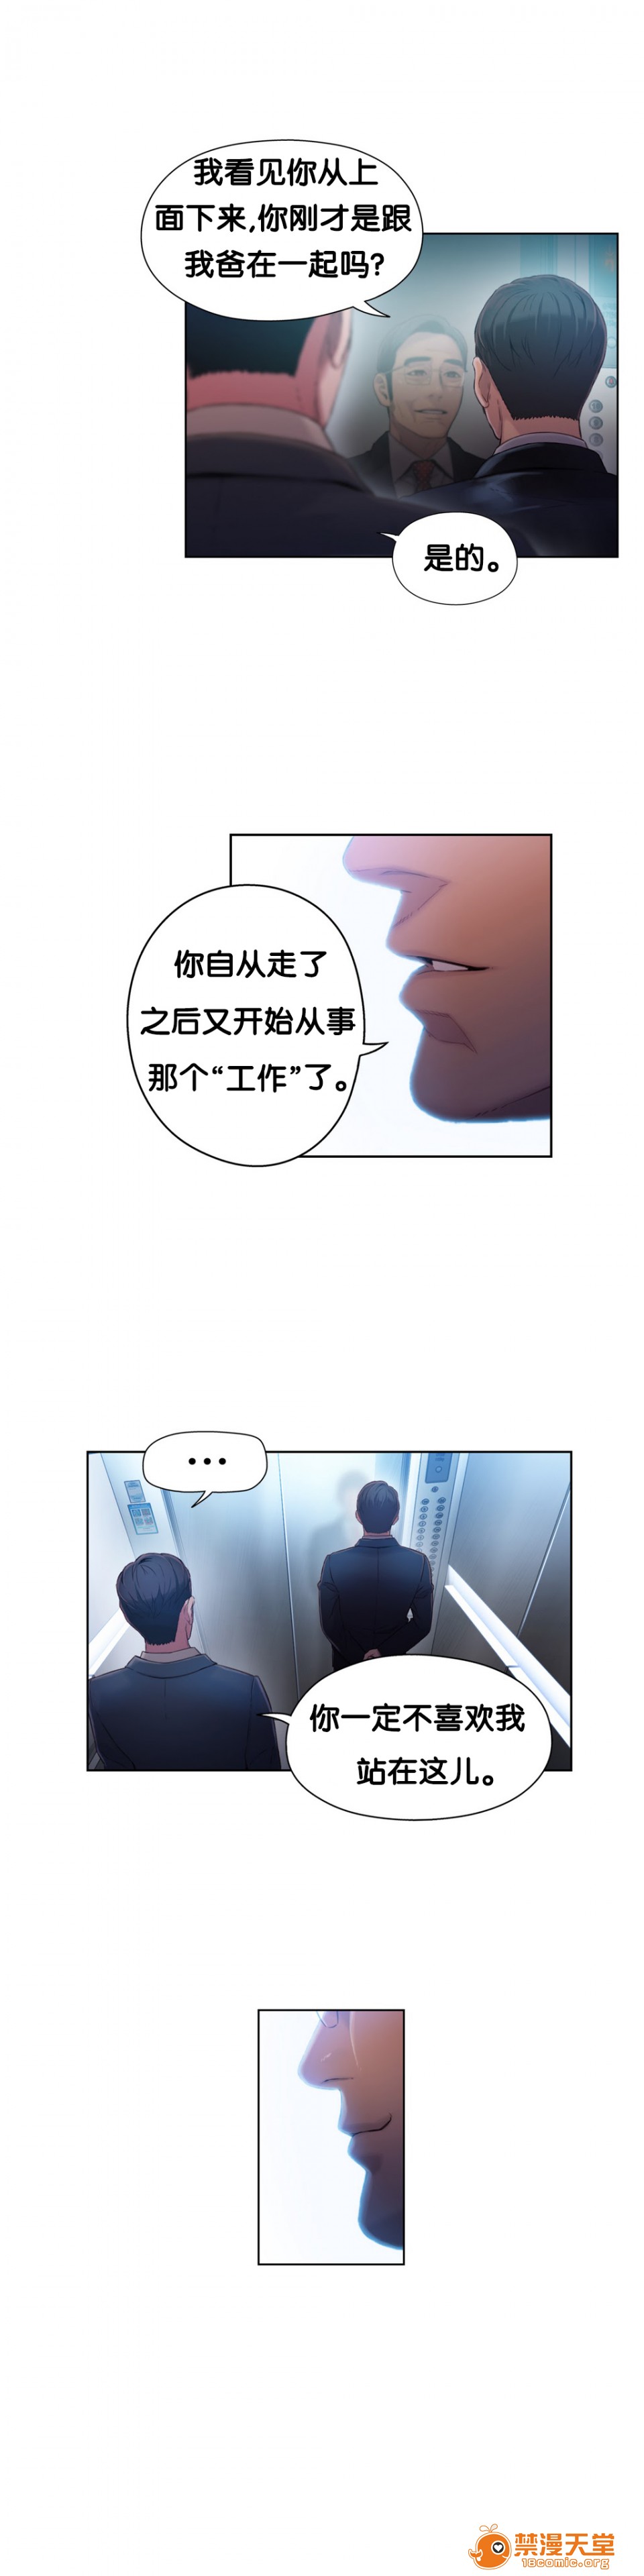 我看见你从上
面下来,你刚才是跟
我爸在一起吗?
是的。
你自从走了
之后又开始从事
那个“工作”了。
...
你一定不喜欢我
站在这儿。
禁漫天堂
18comic.org